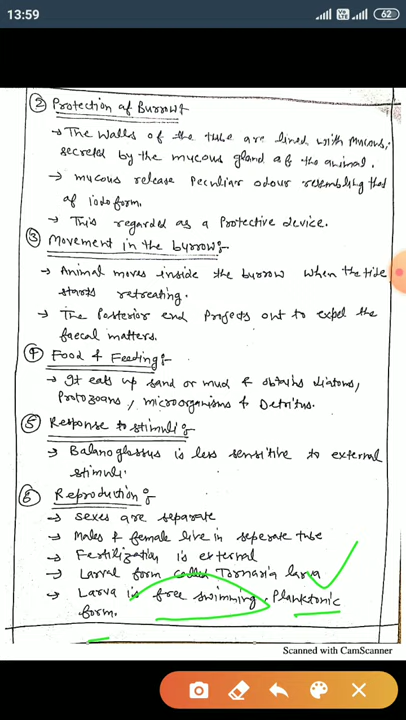 13:59
62
② Protection of Burrow:
→ The walls of the tube are lined with mucous,
secreted by the mucous gland of the animal.
→ mucous release Peculiar odour resembling that
of iodoform.
→ This regarded as a Protective device.
③ Movement in the burrow:
→ Animal moves inside the burrow when the tide
starts retreating.
→ The Posterior end Projects out to expel the
faecal matters.
④ Food & Feeding:
→ It eats up sand or mud & obtains diatoms,
Protozoans, microorganisms & Detritus.
⑤ Response to stimuli:
→ Balanoglossus is less sensitive to external
stimuli.
⑥ Reproduction:
→ sexes are separate
→ Males & female live in seperate tube
→ Fertilization is external
→ Larval form called Tornaria larva
→ Larva is free swimming, Planktonic
form.
Scanned with CamScanner